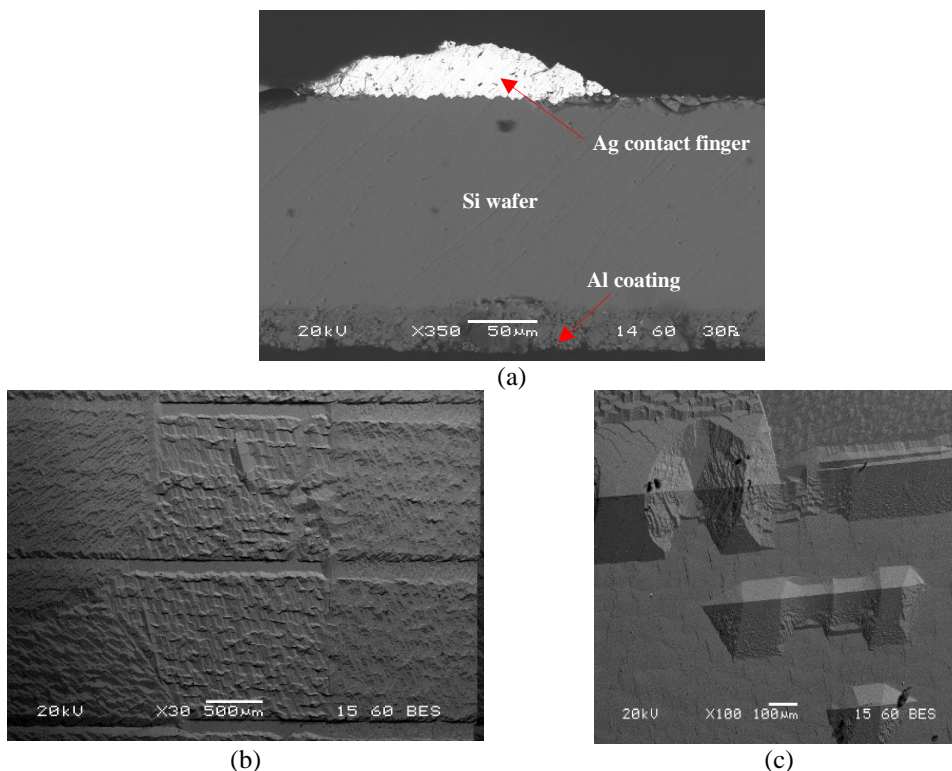 Ag contact finger
Si wafer
Al coating
20kV X350 50µm 14 60 30Pa
(a)
20kV X30 500µm 15 60 BES
20kV X100 100µm 15 60 BES
(b)
(c)